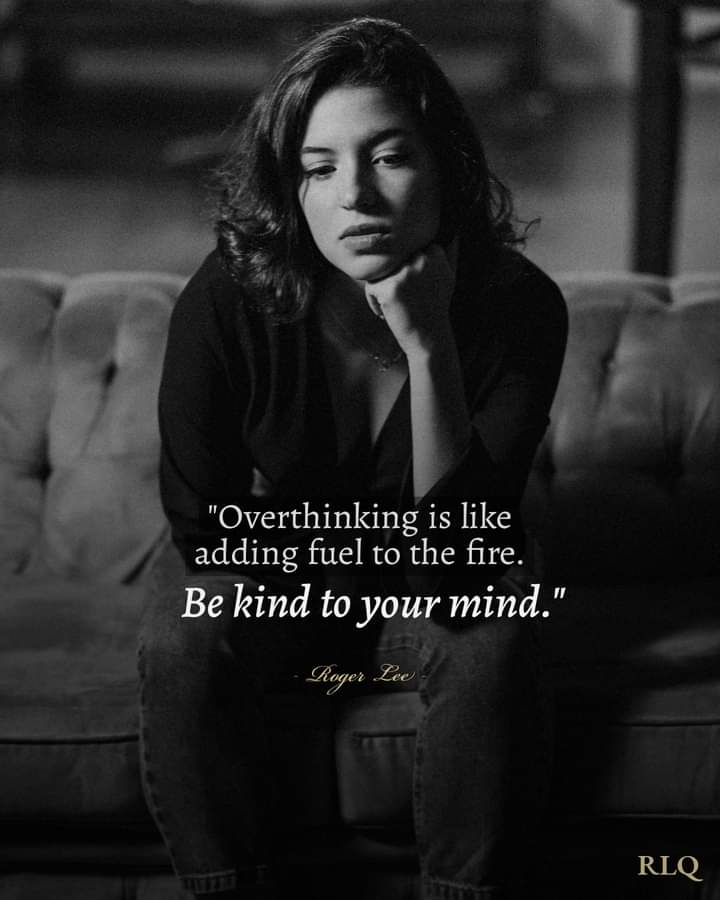 "Overthinking is like
adding fuel to the fire.
Be kind to your mind."
- Roger Lee -
RLQ